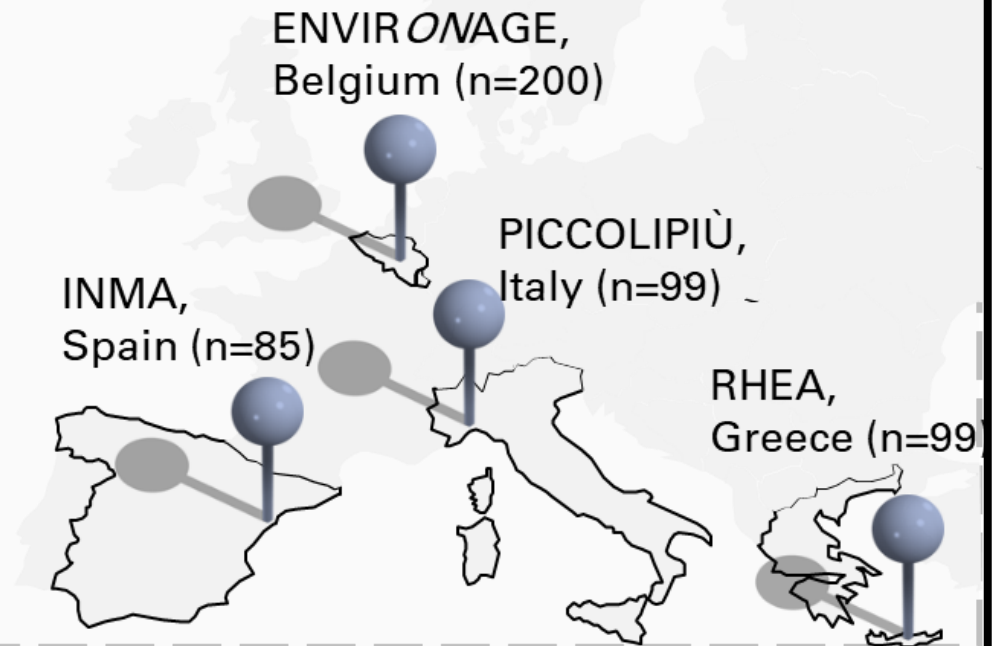 ENVIRONAGE,
Belgium (n=200)
PICCOLIPIÙ,
Italy (n=99)
INMA,
Spain (n=85)
RHEA,
Greece (n=99)